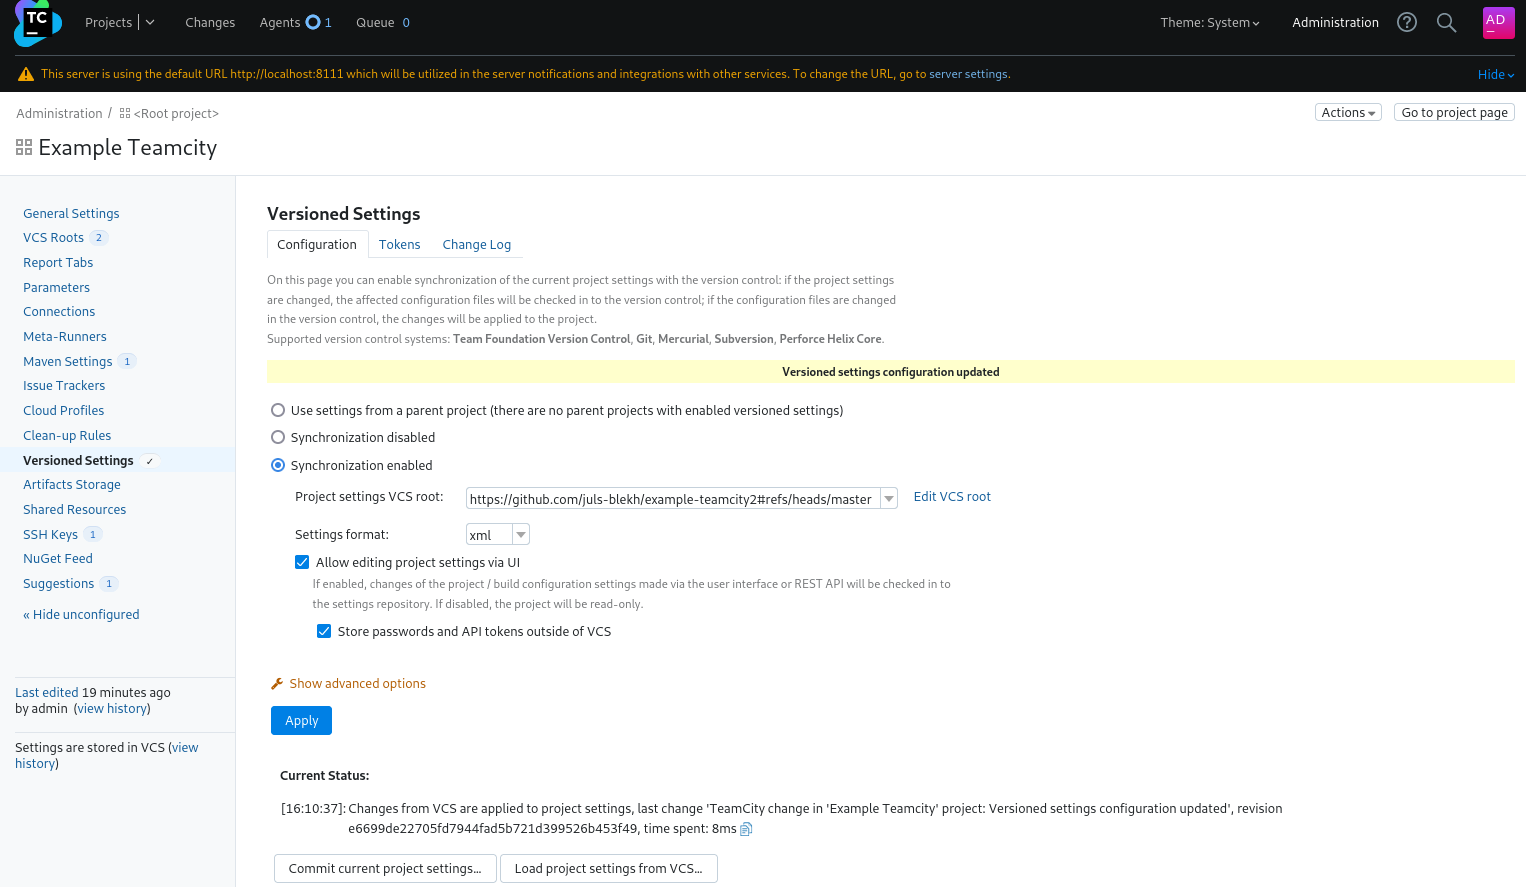 TC
Projects
Changes
Agents 1
Queue 0
Theme: System
Administration
?
AD
This server is using the default URL http://localhost:8111 which will be utilized in the server notifications and integrations with other services. To change the URL, go to server settings.
Hide
Administration / <Root project>
Actions
Go to project page
Example Teamcity
General Settings
VCS Roots 2
Report Tabs
Parameters
Connections
Meta-Runners
Maven Settings 1
Issue Trackers
Cloud Profiles
Clean-up Rules
Versioned Settings ✓
Artifacts Storage
Shared Resources
SSH Keys 1
NuGet Feed
Suggestions 1
« Hide unconfigured
Last edited 19 minutes ago
by admin (view history)
Settings are stored in VCS (view
history)
Versioned Settings
Configuration
Tokens
Change Log
On this page you can enable synchronization of the current project settings with the version control: if the project settings
are changed, the affected configuration files will be checked in to the version control; if the configuration files are changed
in the version control, the changes will be applied to the project.
Supported version control systems: Team Foundation Version Control, Git, Mercurial, Subversion, Perforce Helix Core.
Versioned settings configuration updated
Use settings from a parent project (there are no parent projects with enabled versioned settings)
Synchronization disabled
Synchronization enabled
Project settings VCS root: https://github.com/juls-blekh/example-teamcity2#refs/heads/master Edit VCS root
Settings format: xml
Allow editing project settings via UI
If enabled, changes of the project / build configuration settings made via the user interface or REST API will be checked in to
the settings repository. If disabled, the project will be read-only.
Store passwords and API tokens outside of VCS
Show advanced options
Apply
Current Status:
[16:10:37]: Changes from VCS are applied to project settings, last change 'TeamCity change in 'Example Teamcity' project: Versioned settings configuration updated', revision
e6699de22705fd7944fad5b721d399526b453f49, time spent: 8ms
Commit current project settings...
Load project settings from VCS...